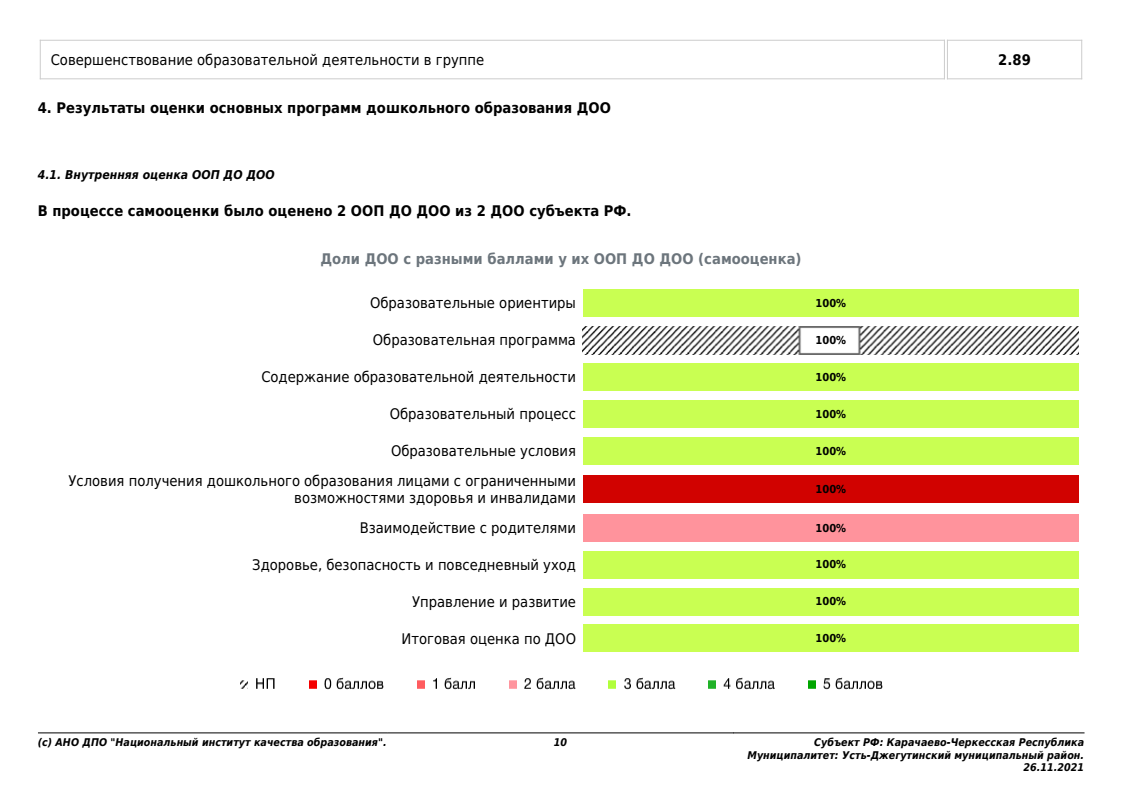 Совершенствование образовательной деятельности в группе 2.89
4. Результаты оценки основных программ дошкольного образования ДОО
4.1. Внутренняя оценка ООП ДО ДОО
В процессе самооценки было оценено 2 ООП ДО ДОО из 2 ДОО субъекта РФ.
Доли ДОО с разными баллами у их ООП ДО ДОО (самооценка)
Образовательные ориентиры 100%
Образовательная программа 100%
Содержание образовательной деятельности 100%
Образовательный процесс 100%
Образовательные условия 100%
Условия получения дошкольного образования лицами с ограниченными
возможностями здоровья и инвалидами 100%
Взаимодействие с родителями 100%
Здоровье, безопасность и повседневный уход 100%
Управление и развитие 100%
Итоговая оценка по ДОО 100%
НП 0 баллов 1 балл 2 балла 3 балла 4 балла 5 баллов
(с) АНО ДПО "Национальный институт качества образования". 10 Субъект РФ: Карачаево-Черкесская Республика
Муниципалитет: Усть-Джегутинский муниципальный район.
26.11.2021